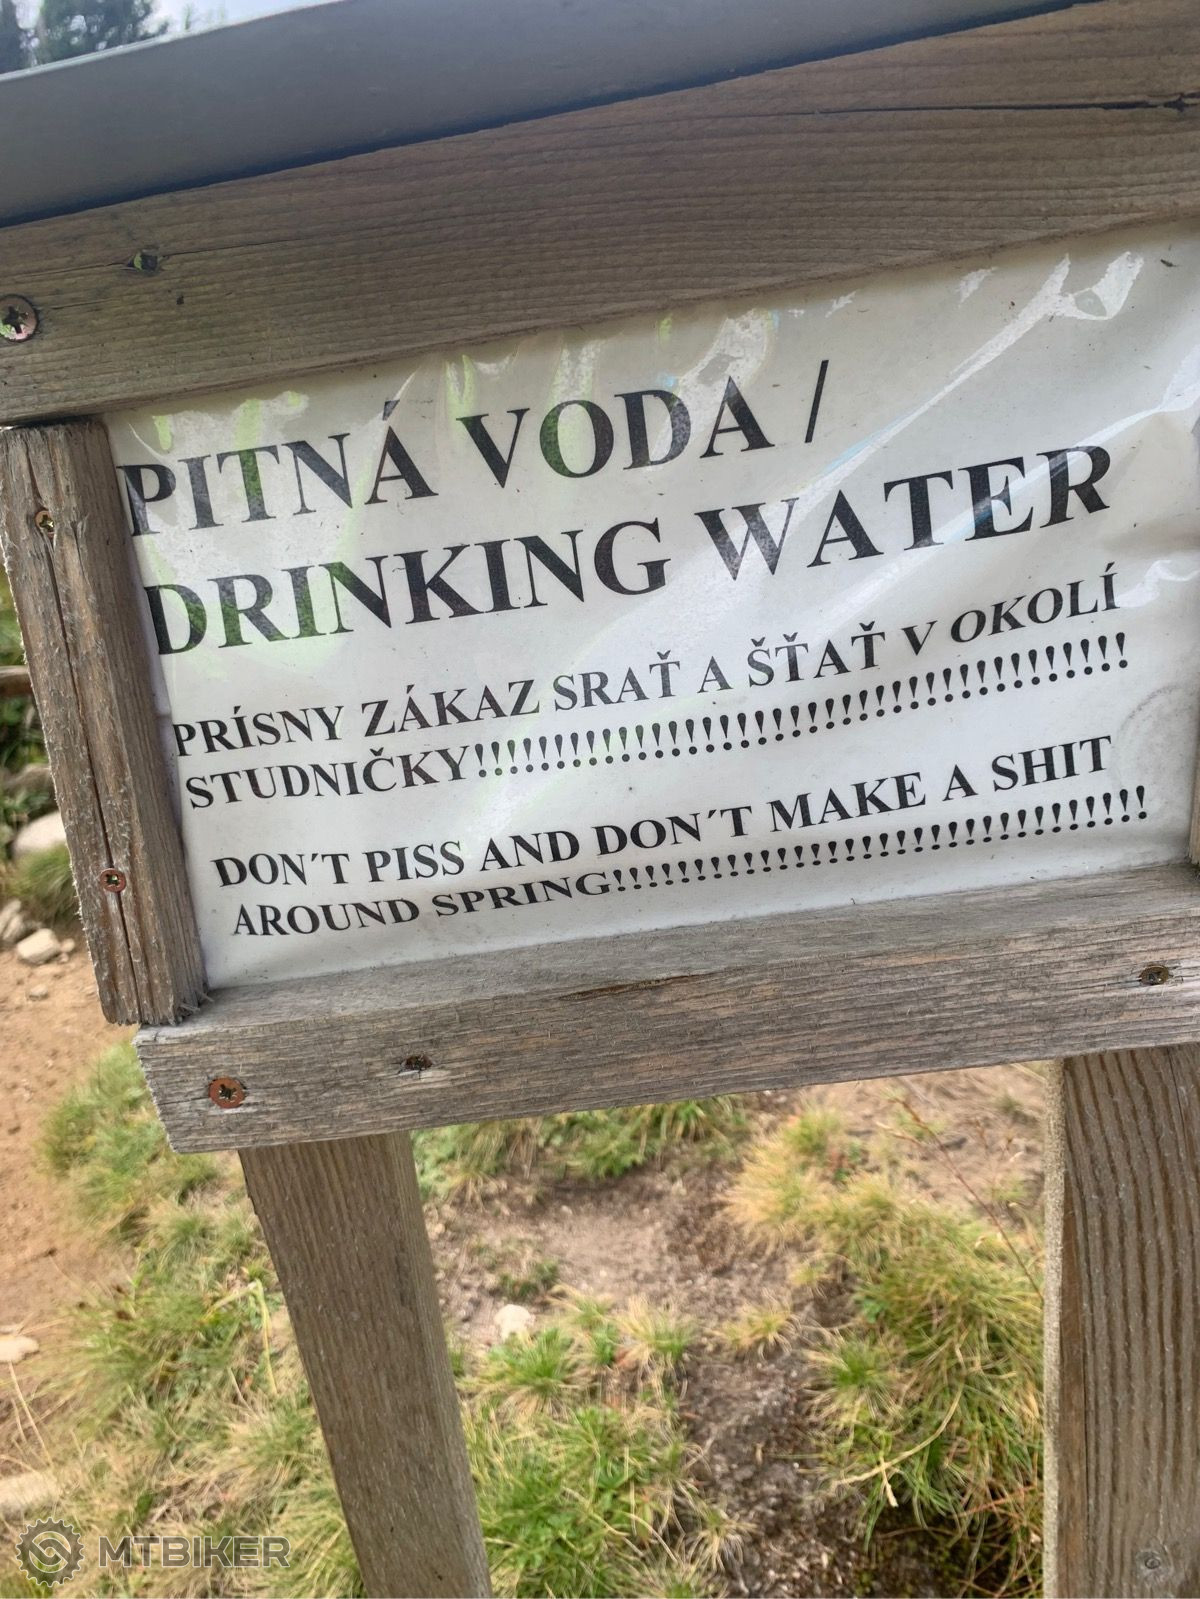 PITNÁ VODA /
DRINKING WATER
PRÍSNY ZÁKAZ SRAŤ A ŠŤAŤ V OKOLÍ
STUDNIČKY!!!!!!!!!!!!!!!!!!!!!!!!!!!!!!!!!!!
DON´T PISS AND DON´T MAKE A SHIT
AROUND SPRING!!!!!!!!!!!!!!!!!!!!!!!!!!!!!!!
MTBIKER